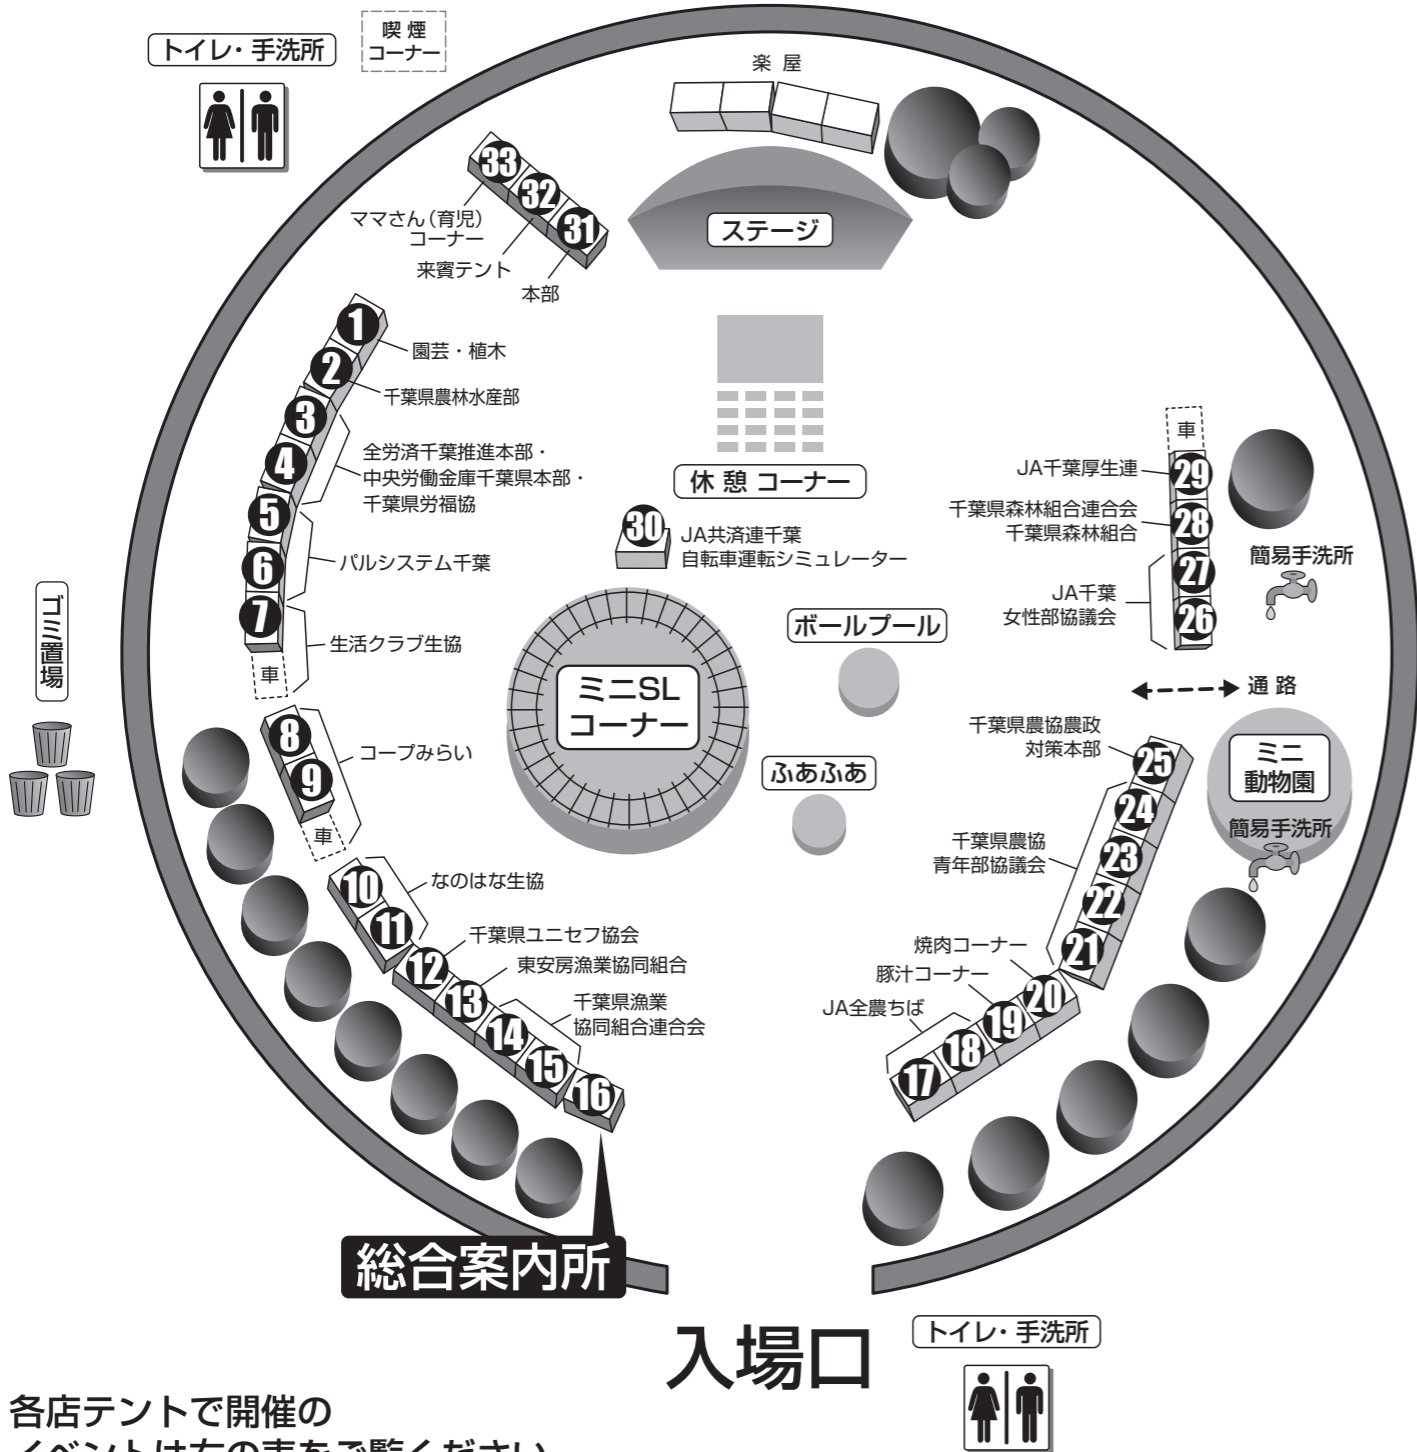 喫煙
コーナー
トイレ・手洗所
楽屋
33
32
31
ママさん（育児）
コーナー
来賓テント
本部
ステージ
1
園芸・植木
2
千葉県農林水産部
3
4
全労済千葉推進本部・
中央労働金庫千葉県本部・
千葉県労福協
5
6
パルシステム千葉
7
生活クラブ生協
車
休憩コーナー
30
JA共済連千葉
自転車運転シミュレーター
車
JA千葉厚生連
29
千葉県森林組合連合会
千葉県森林組合
28
27
JA千葉
女性部協議会
26
簡易手洗所
ゴミ置場
ボールプール
ミニSL
コーナー
通路
8
9
コープみらい
車
ふあふあ
千葉県農協農政
対策本部
25
ミニ
動物園
簡易手洗所
24
23
22
21
千葉県農協
青年部協議会
10
11
なのはな生協
12
千葉県ユニセフ協会
13
東安房漁業協同組合
14
15
千葉県漁業
協同組合連合会
16
焼肉コーナー
20
豚汁コーナー
19
JA全農ちば
18
17
総合案内所
入場口
トイレ・手洗所
各店テントで開催の
イベントは右の表をご覧ください